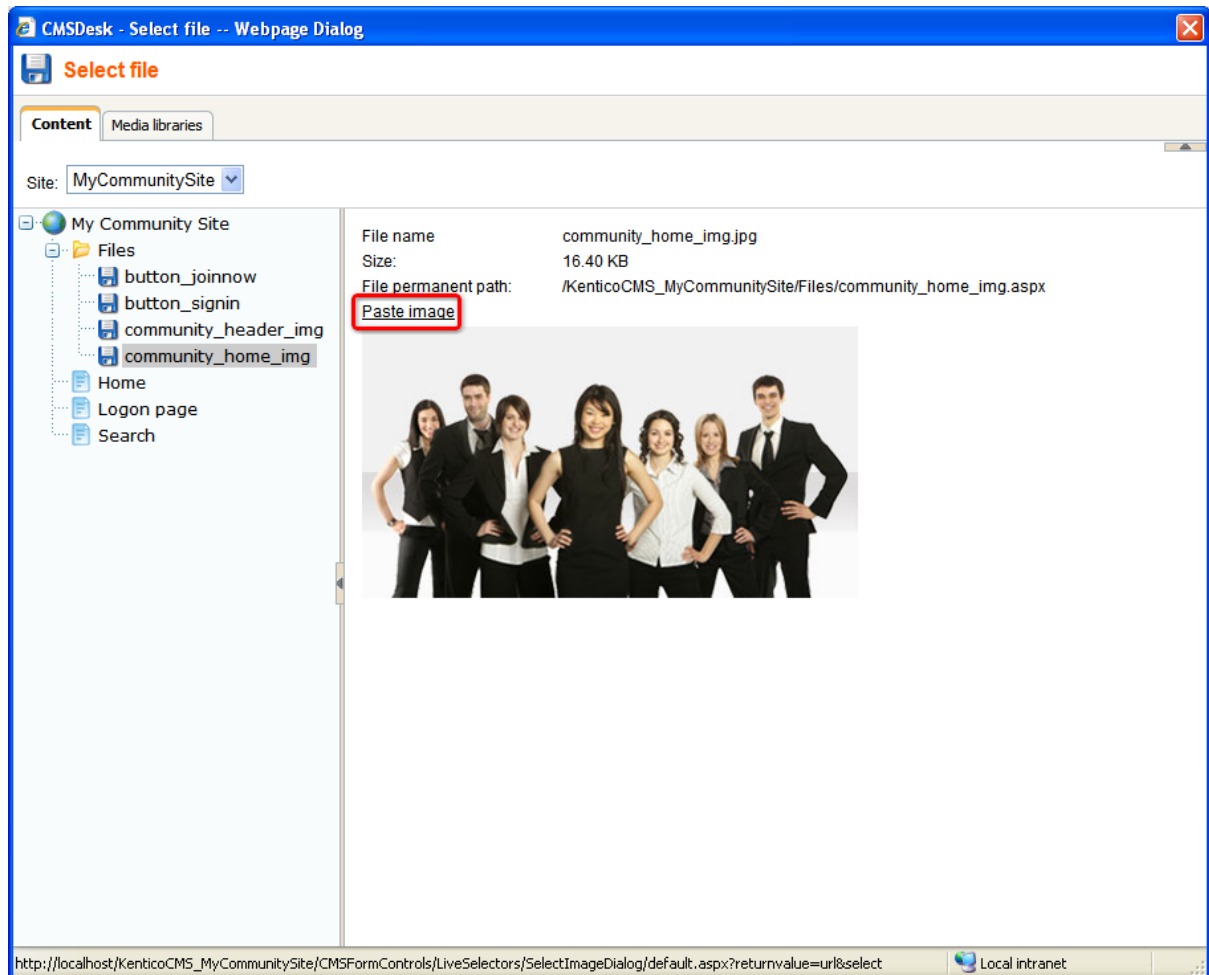 CMSDesk - Select file -- Webpage Dialog
Select file
Content Media libraries
Site: MyCommunitySite
My Community Site
Files
button_joinnow
button_signin
community_header_img
community_home_img
Home
Logon page
Search
File name community_home_img.jpg
Size: 16.40 KB
File permanent path: /KenticoCMS_MyCommunitySite/Files/community_home_img.aspx
Paste image
http://localhost/KenticoCMS_MyCommunitySite/CMSFormControls/LiveSelectors/SelectImageDialog/default.aspx?returnvalue=url&select Local intranet